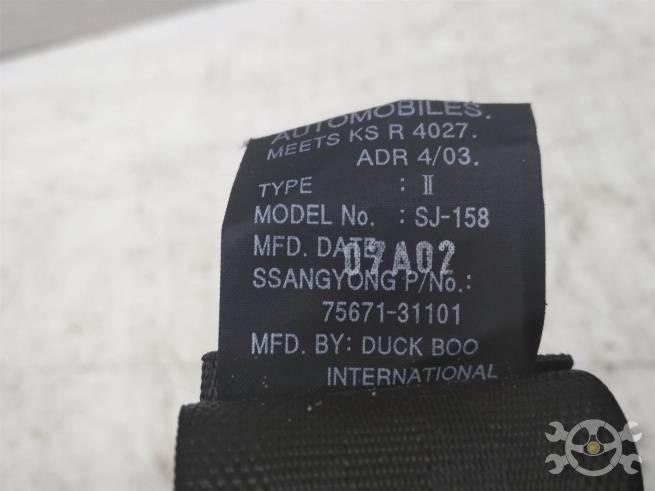 AUTOMOBILES.
MEETS KS R 4027.
ADR 4/03.
TYPE : Ⅱ
MODEL No. : SJ-158
MFD. DATE
07A02
SSANGYONG P/No.:
75671-31101
MFD. BY: DUCK BOO
INTERNATIONAL